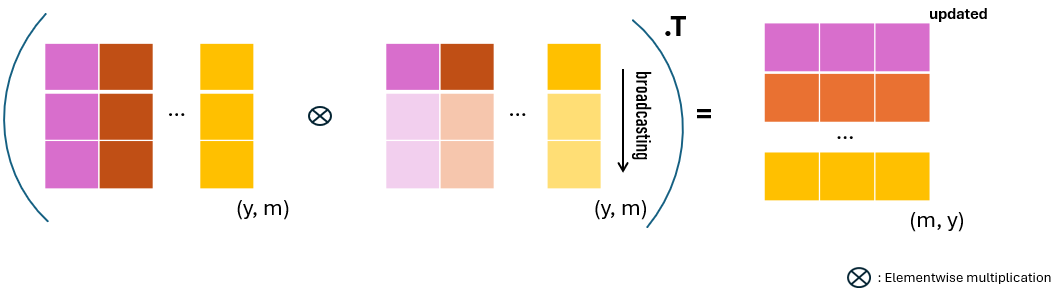 updated
.T
...
...
broadcasting
=
...
(y, m)
(y, m)
(m, y)
: Elementwise multiplication